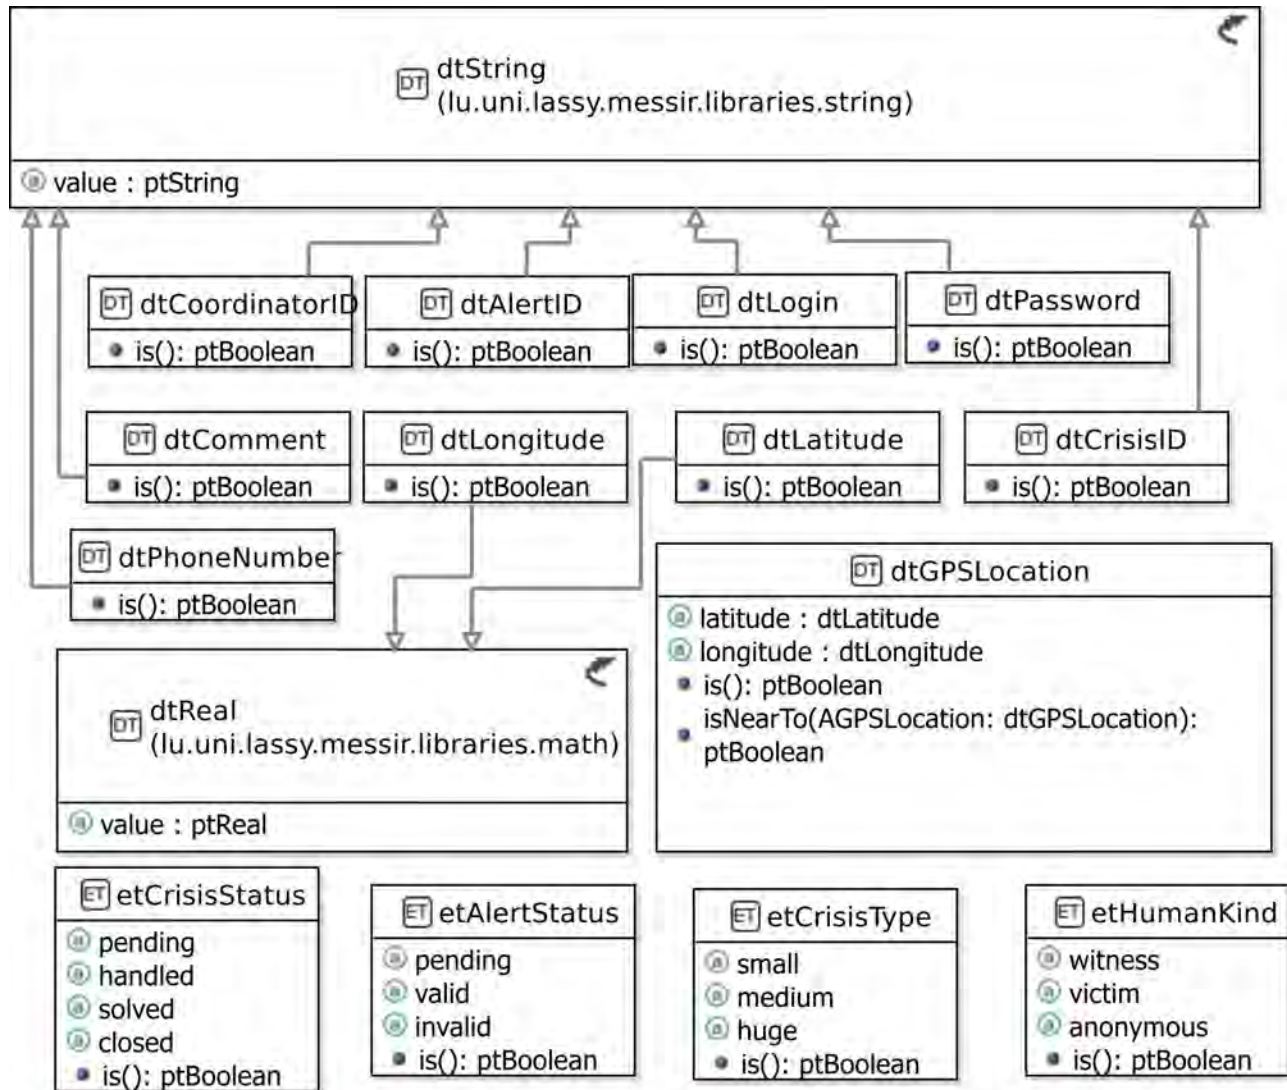 DT dtString
(lu.uni.lassy.messir.libraries.string)
a value : ptString
DT dtCoordinatorID
is(): ptBoolean
DT dtAlertID
is(): ptBoolean
DT dtLogin
is(): ptBoolean
DT dtPassword
is(): ptBoolean
DT dtComment
is(): ptBoolean
DT dtLongitude
is(): ptBoolean
DT dtLatitude
is(): ptBoolean
DT dtCrisisID
is(): ptBoolean
DT dtPhoneNumber
is(): ptBoolean
DT dtGPSLocation
a latitude : dtLatitude
a longitude : dtLongitude
is(): ptBoolean
isNearTo(AGPSLocation: dtGPSLocation):
ptBoolean
DT dtReal
(lu.uni.lassy.messir.libraries.math)
a value : ptReal
ET etCrisisStatus
a pending
a handled
a solved
a closed
is(): ptBoolean
ET etAlertStatus
a pending
a valid
a invalid
is(): ptBoolean
ET etCrisisType
a small
a medium
a huge
is(): ptBoolean
ET etHumanKind
a witness
a victim
a anonymous
is(): ptBoolean